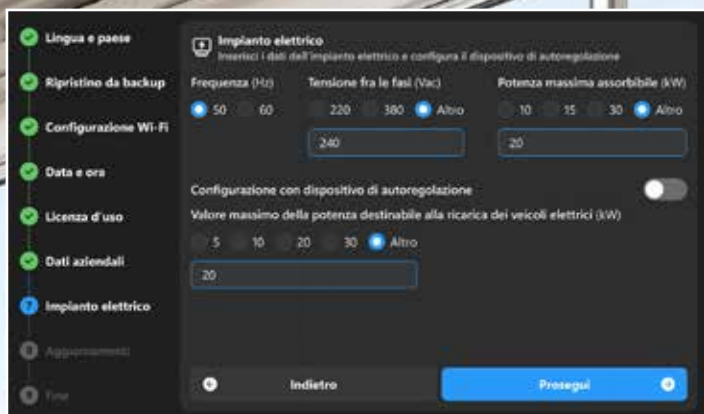 Lingua e paese
Ripristino da backup
Configurazione Wi-Fi
Data e ora
Licenza d'uso
Dati aziendali
7 Impianto elettrico
8 Aggiornamenti
9 Fine
Impianto elettrico
Inserisci i dati dell'impianto elettrico e configura il dispositivo di autoregolazione
Frequenza (Hz) Tensione fra le fasi (Vac) Potenza massima assorbibile (kW)
50 60 220 380 Altro 10 15 30 Altro
240 20
Configurazione con dispositivo di autoregolazione
Valore massimo della potenza destinabile alla ricarica dei veicoli elettrici (kW)
5 10 20 30 Altro
20
Indietro Prosegui